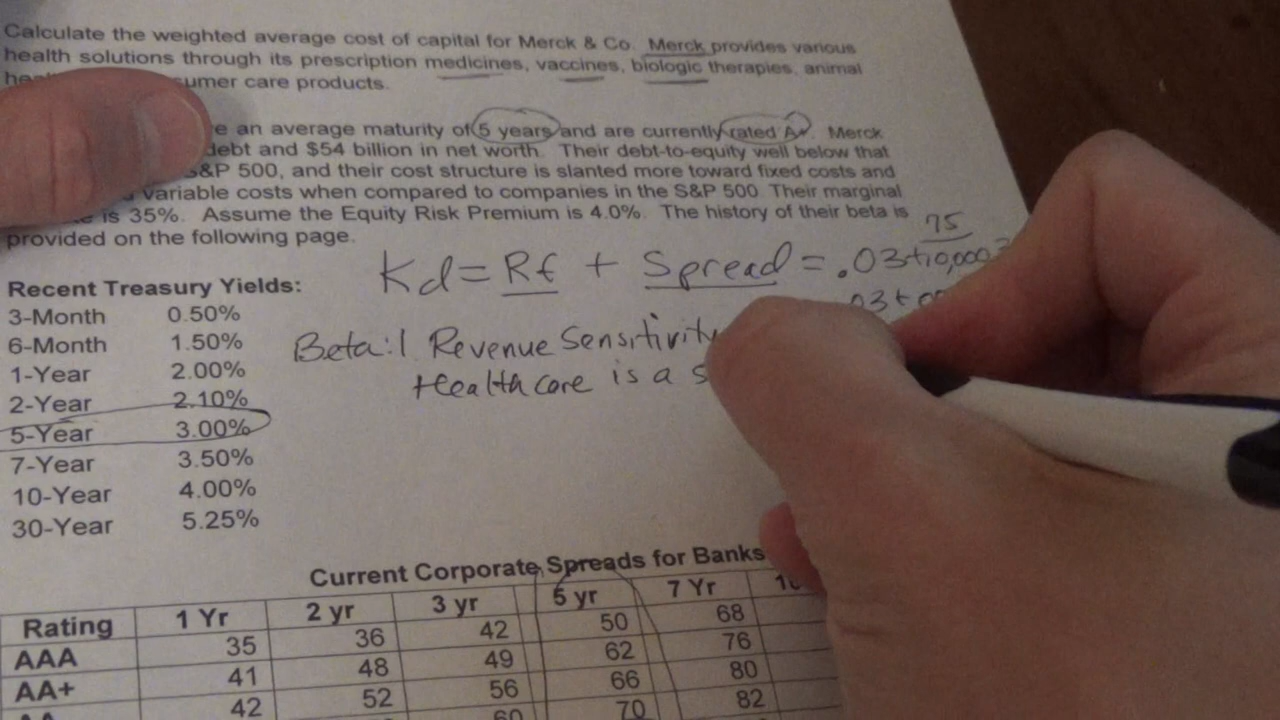 Calculate the weighted average cost of capital for Merck & Co. Merck provides various
health solutions through its prescription medicines, vaccines, biologic therapies, animal
umer care products.
e an average maturity of 5 years and are currently rated A+. Merck
debt and $54 billion in net worth. Their debt-to-equity well below that
S&P 500, and their cost structure is slanted more toward fixed costs and
variable costs when compared to companies in the S&P 500. Their marginal
is 35%. Assume the Equity Risk Premium is 4.0%. The history of their beta is
provided on the following page.
75
Kd = Rf + Spread = .03+10,000
.03+
Recent Treasury Yields:
3-Month 0.50%
6-Month 1.50%
1-Year 2.00%
2-Year 2.10%
5-Year 3.00%
7-Year 3.50%
10-Year 4.00%
30-Year 5.25%
Beta: 1 Revenue Sensitivity
Healthcare is a s
Current Corporate Spreads for Banks
Rating 1 Yr 2 yr 3 yr 5 yr 7 Yr
AAA 35 36 42 50 68
AA+ 41 48 49 62 76
AA 42 52 56 66 80
60 70 82